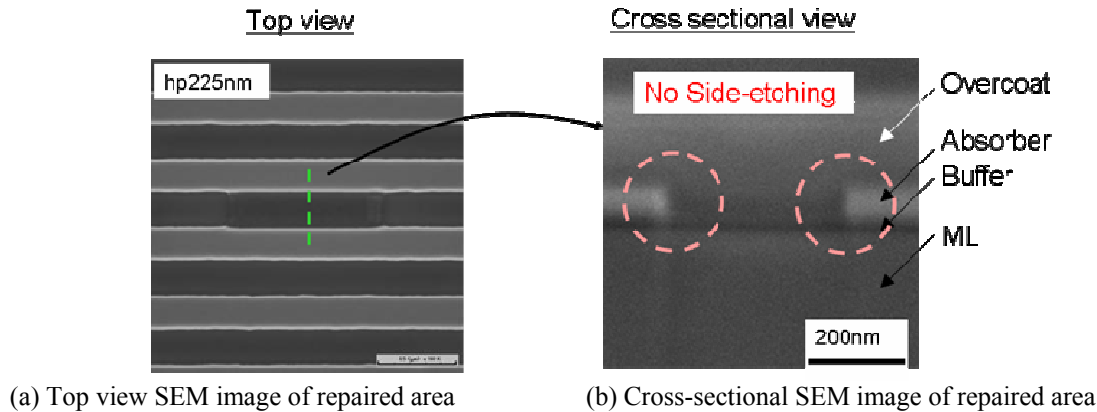 Top view
Cross sectional view
hp225nm
No Side-etching
Overcoat
Absorber
Buffer
ML
200nm
(a) Top view SEM image of repaired area
(b) Cross-sectional SEM image of repaired area